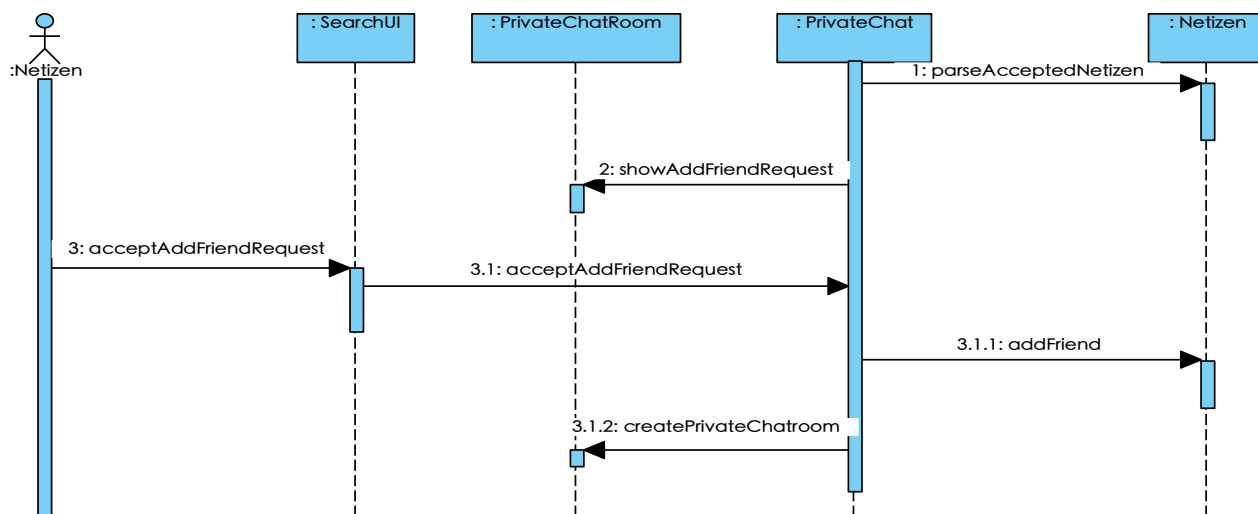 : SearchUI
: PrivateChatRoom
: PrivateChat
: Netizen
:Netizen
1: parseAcceptedNetizen
2: showAddFriendRequest
3: acceptAddFriendRequest
3.1: acceptAddFriendRequest
3.1.1: addFriend
3.1.2: createPrivateChatroom